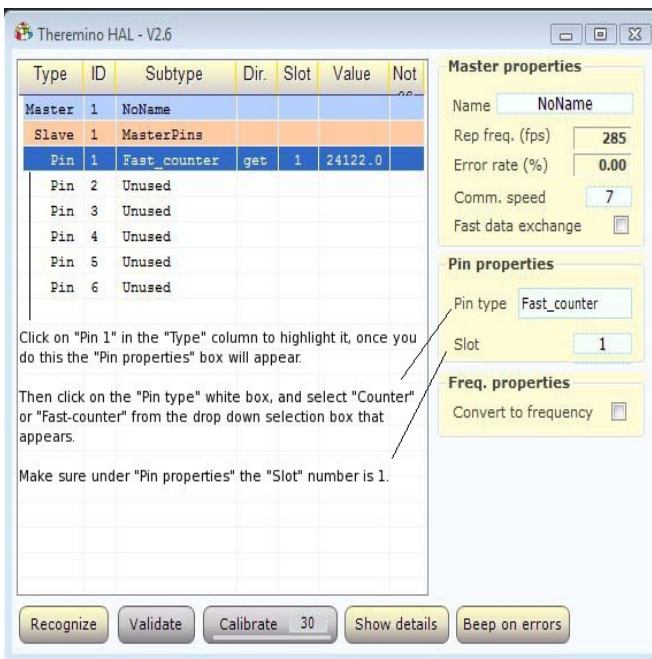 Theremino HAL - V2.6
Type ID Subtype Dir. Slot Value Not
Master 1 NoName
Slave 1 MasterPins
Pin 1 Fast_counter get 1 24122.0
Pin 2 Unused
Pin 3 Unused
Pin 4 Unused
Pin 5 Unused
Pin 6 Unused
Click on "Pin 1" in the "Type" column to highlight it, once you
do this the "Pin properties" box will appear.
Then click on the "Pin type" white box, and select "Counter"
or "Fast-counter" from the drop down selection box that
appears.
Make sure under "Pin properties" the "Slot" number is 1.
Master properties
Name NoName
Rep freq. (fps) 285
Error rate (%) 0.00
Comm. speed 7
Fast data exchange
Pin properties
Pin type Fast_counter
Slot 1
Freq. properties
Convert to frequency
Recognize Validate Calibrate 30 Show details Beep on errors